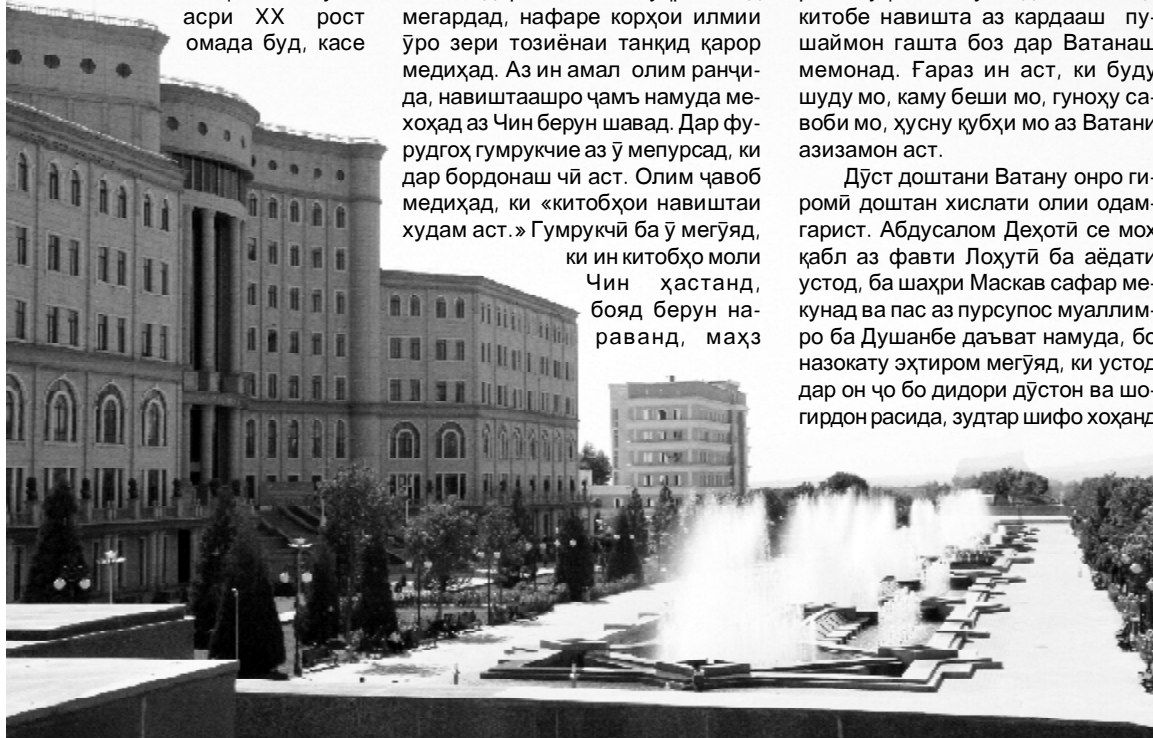 асри ХХ рост
омада буд, касе
мегардад, нафаре корҳои илмии
ӯро зери тозиёнаи танқид қарор
медиҳад. Аз ин амал олим ранҷи-
да, навиштаашро ҷамъ намуда ме-
хоҳад аз Чин берун шавад. Дар фу-
рудгоҳ гумрукчие аз ӯ мепурсад, ки
дар бордонаш чӣ аст. Олим ҷавоб
медиҳад, ки «китобҳои навиштаи
худам аст.» Гумрукчӣ ба ӯ мегӯяд,
ки ин китобҳо моли
Чин ҳастанд,
бояд берун на-
раванд, маҳз
китобе навишта аз кардааш пу-
шаймон гашта боз дар Ватанаш
мемонад. Ғараз ин аст, ки буду
шуду мо, каму беши мо, гуноҳу са-
воби мо, ҳусну қубҳи мо аз Ватани
азизамон аст.
Дӯст доштани Ватану онро ги-
ромӣ доштан хислати олии одам-
гарист. Абдусалом Деҳотӣ се моҳ
қабл аз фавти Лоҳутӣ ба аёдати
устод, ба шаҳри Маскав сафар ме-
кунад ва пас аз пурсупос муаллим-
ро ба Душанбе даъват намуда, бо
назокату эҳтиром мегӯяд, ки устод
дар он ҷо бо дидори дӯстон ва шо-
гирдон расида, зудтар шифо хоҳанд